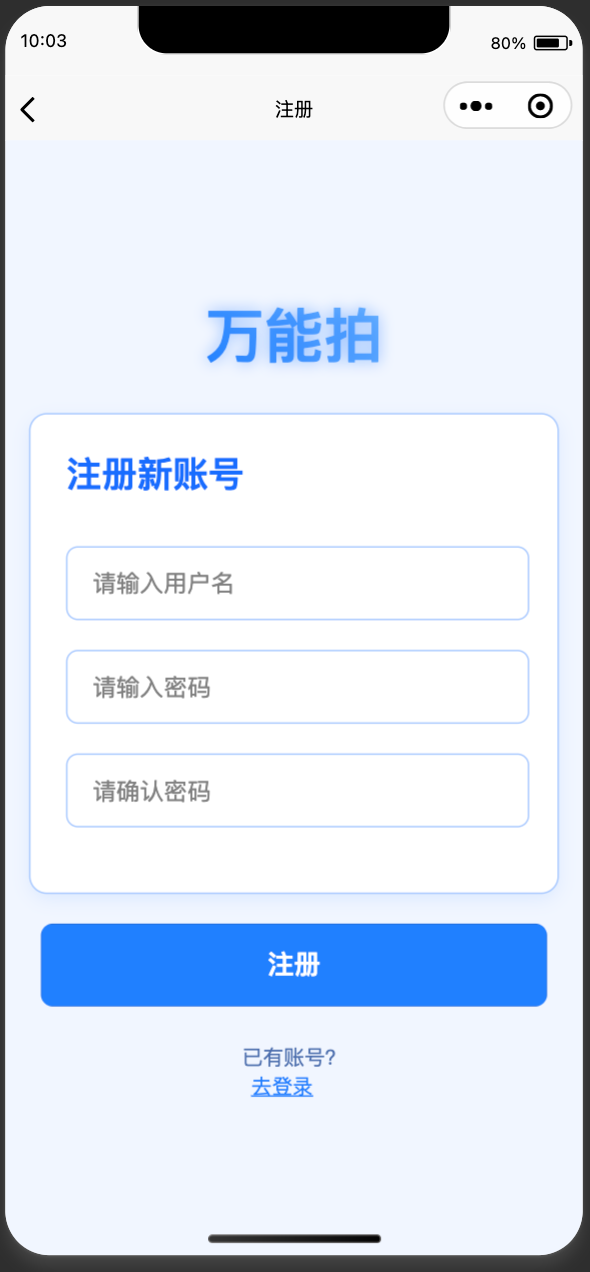 10:03
80%
注册
万能拍
注册新账号
请输入用户名
请输入密码
请确认密码
注册
已有账号?
去登录